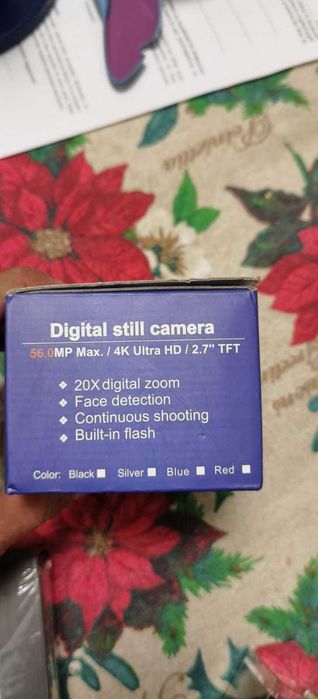 Poinsettia
Digital still camera
56.0MP Max. / 4K Ultra HD / 2.7" TFT
❖ 20X digital zoom
❖ Face detection
❖ Continuous shooting
❖ Built-in flash
Color: Black Silver Blue Red